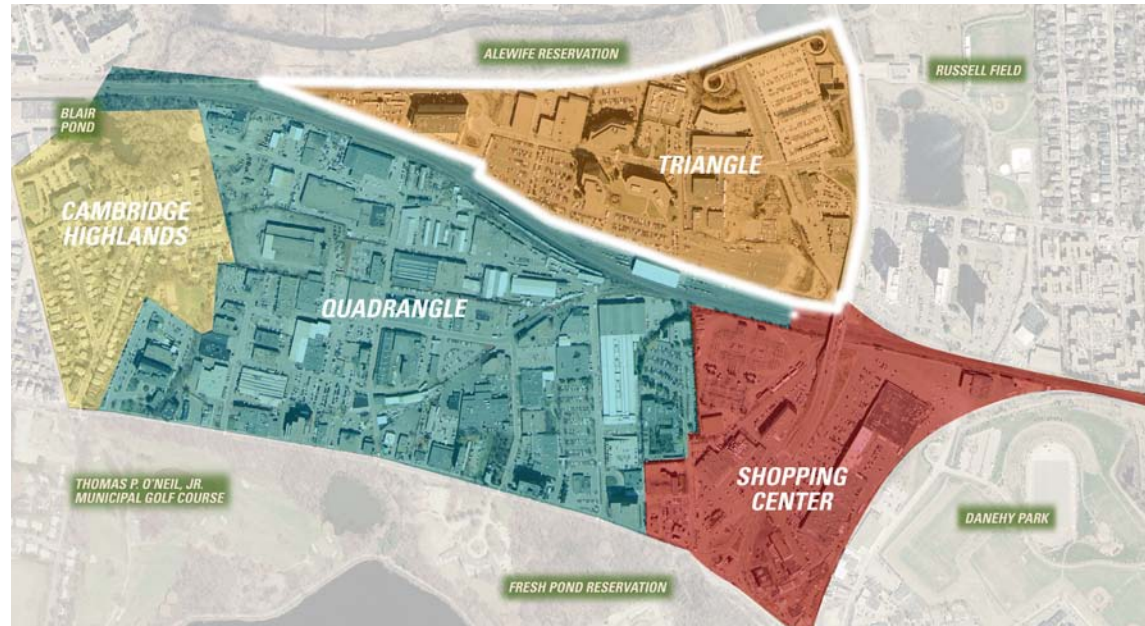 ALEWIFE RESERVATION
RUSSELL FIELD
BLAIR
POND
TRIANGLE
CAMBRIDGE
HIGHLANDS
QUADRANGLE
SHOPPING
CENTER
THOMAS P. O'NEIL, JR.
MUNICIPAL GOLF COURSE
DANEHY PARK
FRESH POND RESERVATION